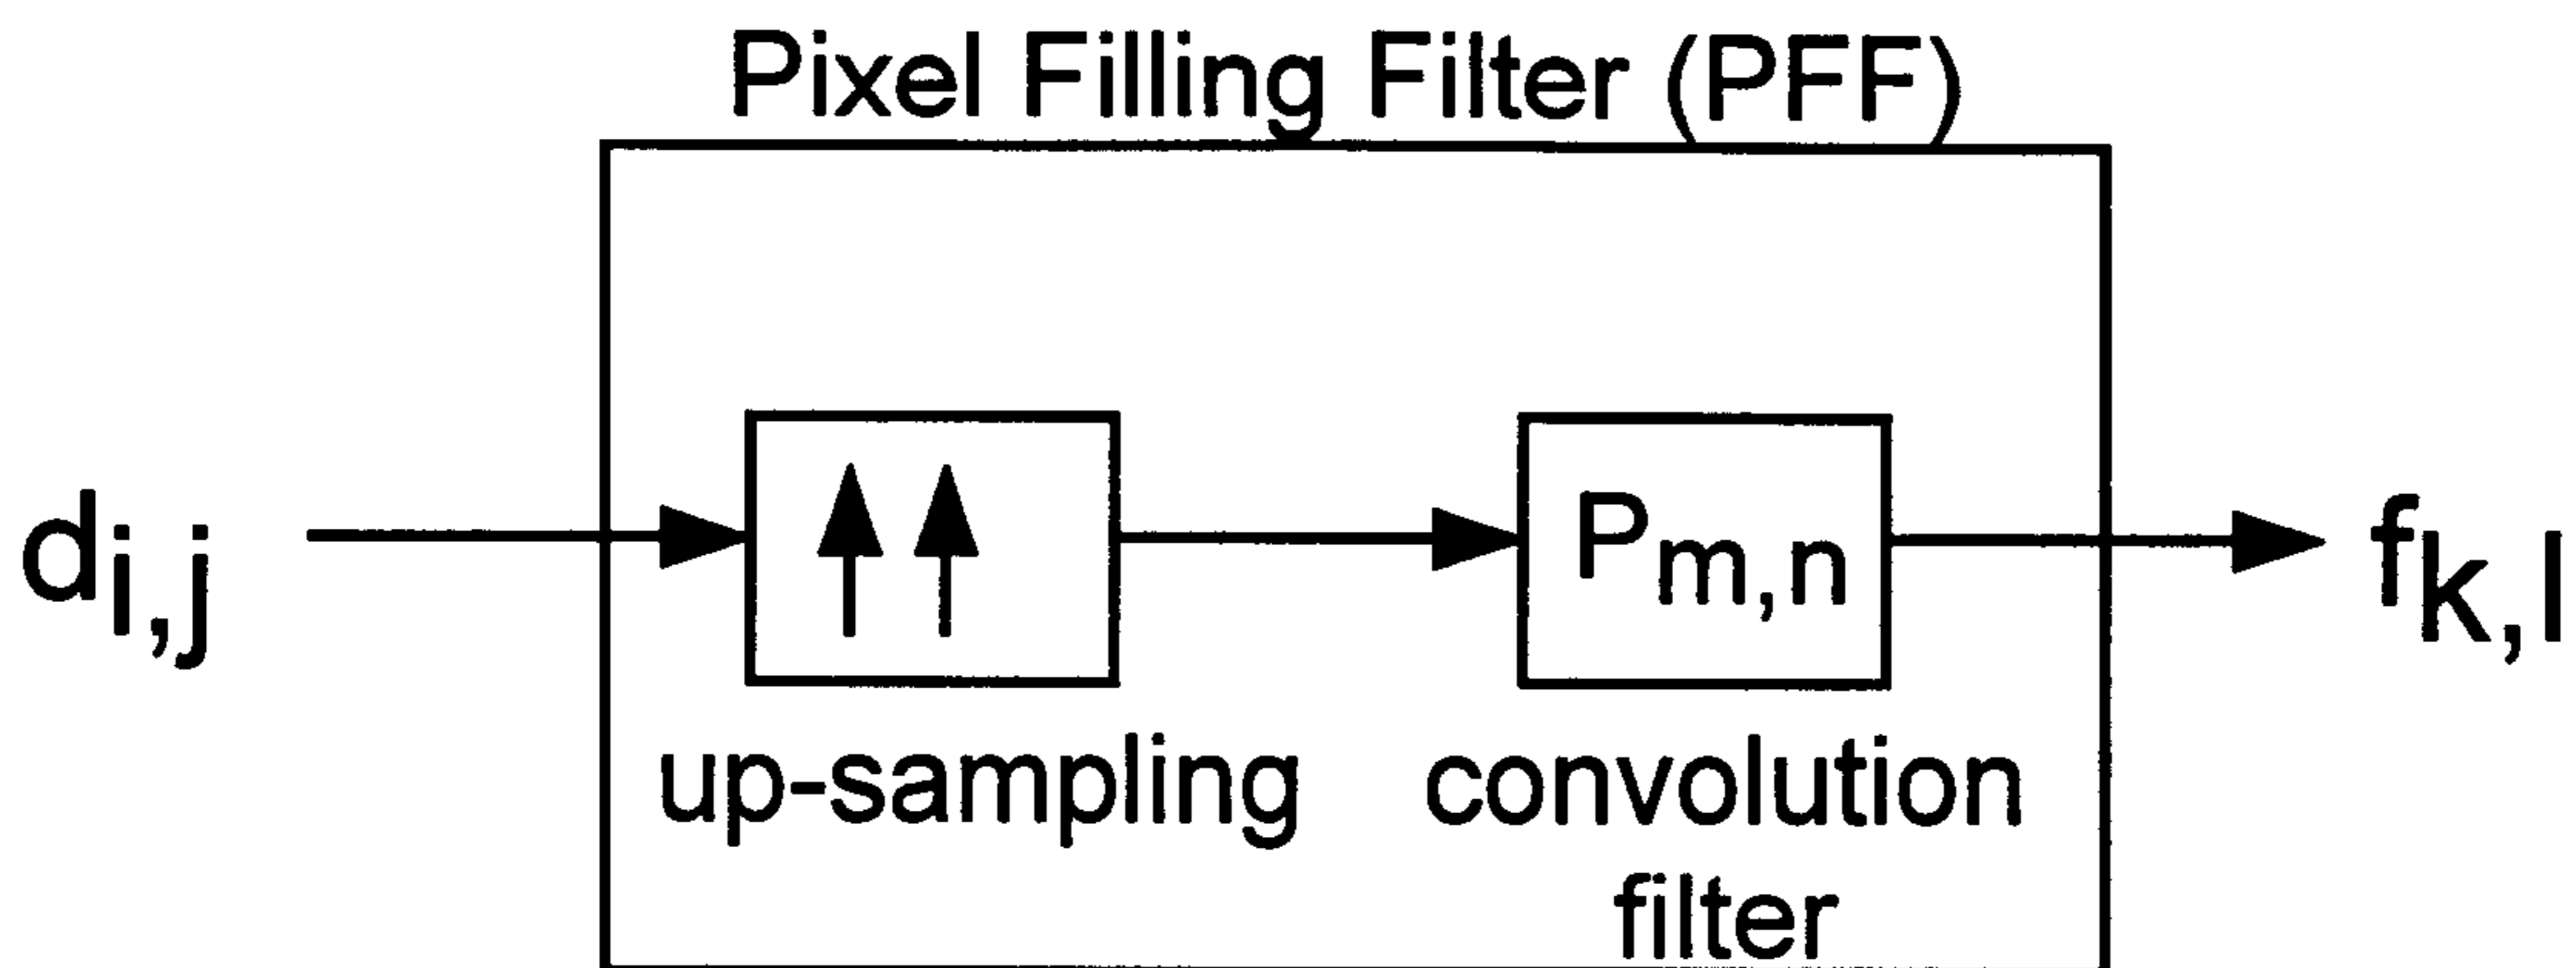 Pixel Filling Filter (PFF)
di,j
Pm,n
fk,l
up-sampling
convolution
filter